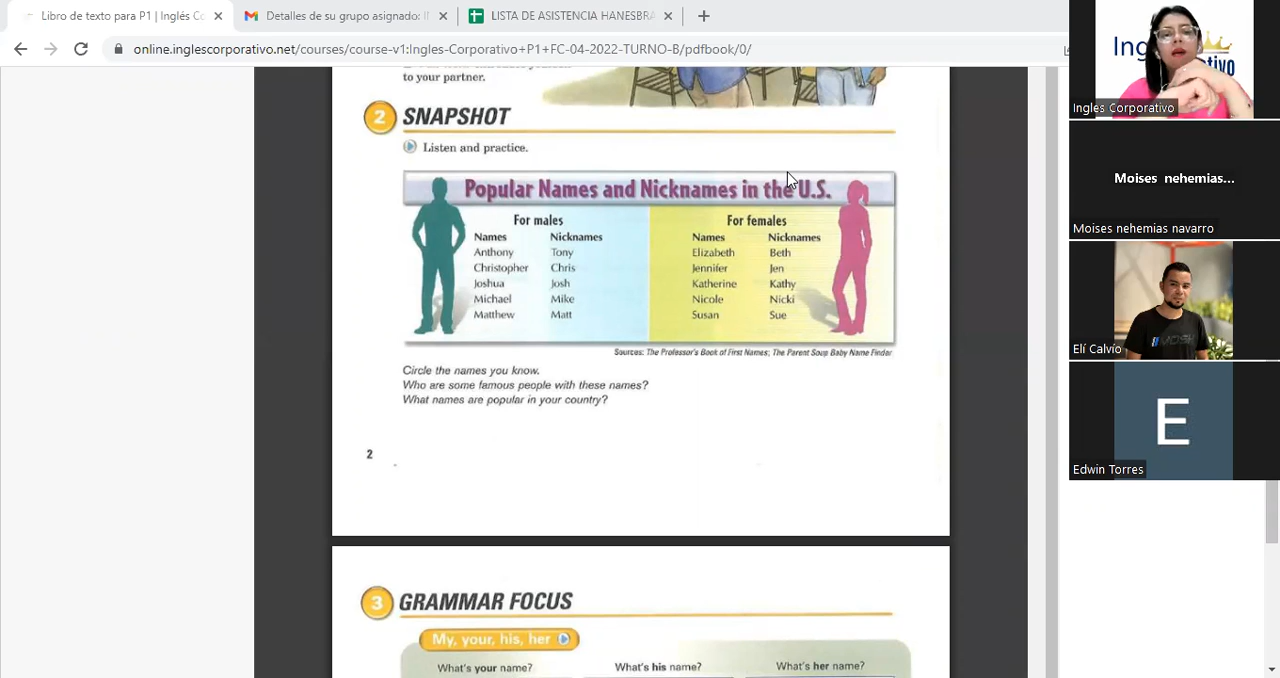 Libro de texto para P1 | Inglés Co
Detalles de su grupo asignado: II
LISTA DE ASISTENCIA HANESBRA
online.inglescorporativo.net/courses/course-v1:Ingles-Corporativo+P1+FC-04-2022-TURNO-B/pdfbook/0/
to your partner.
2 SNAPSHOT
Listen and practice.
Popular Names and Nicknames in the U.S.
For males
For females
Names Nicknames Names Nicknames
Anthony Tony Elizabeth Beth
Christopher Chris Jennifer Jen
Joshua Josh Katherine Kathy
Michael Mike Nicole Nicki
Matthew Matt Susan Sue
Sources: The Professor's Book of First Names; The Parent Soup Baby Name Finder
Circle the names you know.
Who are some famous people with these names?
What names are popular in your country?
2
3 GRAMMAR FOCUS
My, your, his, her
What's your name? What's his name? What's her name?
Ingles Corporativo
Moises nehemias...
Moises nehemias navarro
Elí Calvío
E
Edwin Torres